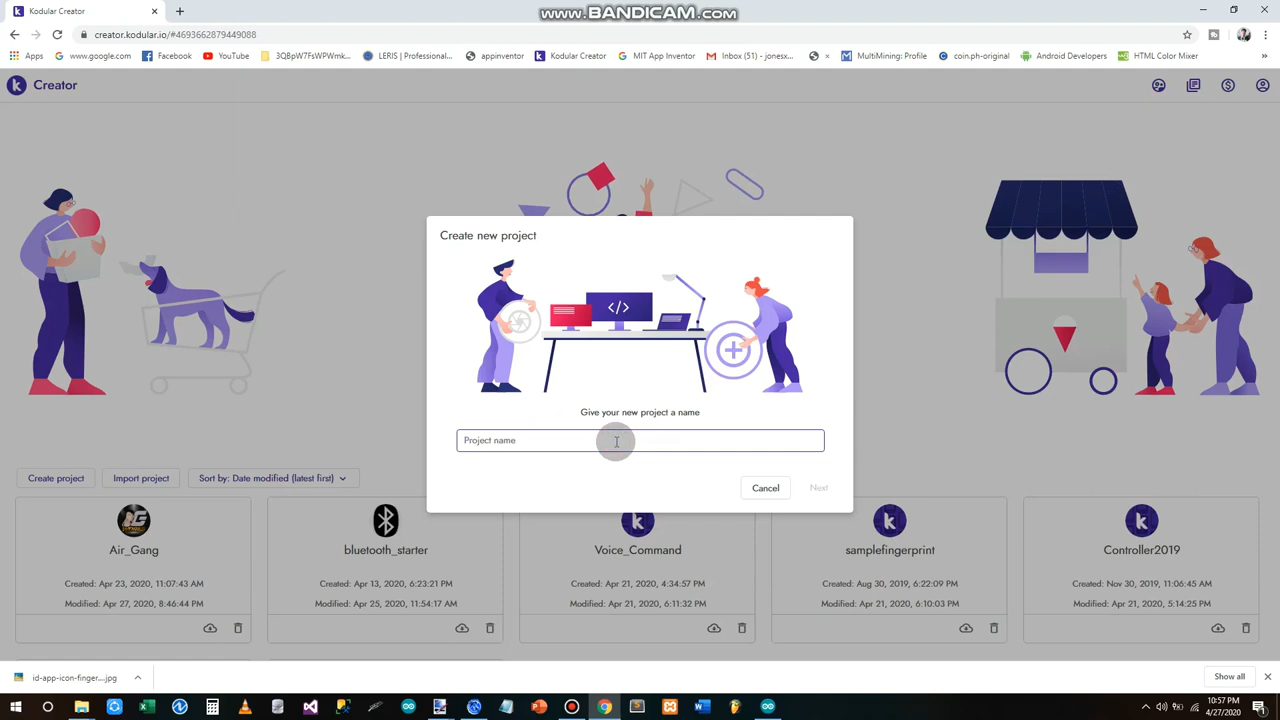 Kodular Creator
www.BANDICAM.com
creator.kodular.io/#4693662879449088
Apps
www.google.com
Facebook
YouTube
3QBpW7FsWPWmk...
LERIS | Professional...
appinventor
Kodular Creator
MIT App Inventor
Inbox (51) - jonesx...
MultiMining: Profile
coin.ph-original
Android Developers
HTML Color Mixer
Creator
Create new project
</>
Give your new project a name
Project name
Cancel
Next
Create project
Import project
Sort by: Date modified (latest first)
Air_Gang
Created: Apr 23, 2020, 11:07:43 AM
Modified: Apr 27, 2020, 8:46:44 PM
bluetooth_starter
Created: Apr 13, 2020, 6:23:21 PM
Modified: Apr 25, 2020, 11:54:17 AM
Voice_Command
Created: Apr 21, 2020, 4:34:57 PM
Modified: Apr 21, 2020, 6:11:32 PM
samplefingerprint
Created: Aug 30, 2019, 6:22:09 PM
Modified: Apr 21, 2020, 6:10:03 PM
Controller2019
Created: Nov 30, 2019, 11:06:45 AM
Modified: Apr 21, 2020, 5:14:25 PM
id-app-icon-finger....jpg
Show all
10:57 PM
4/27/2020